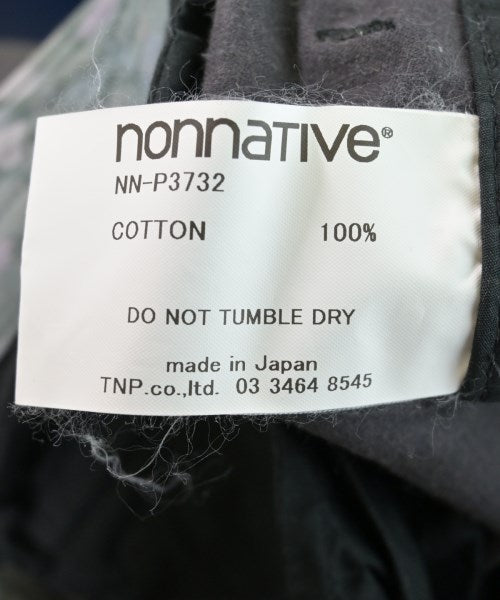 nonnative®
NN-P3732
COTTON 100%
DO NOT TUMBLE DRY
made in Japan
TNP.co.,ltd. 03 3464 8545